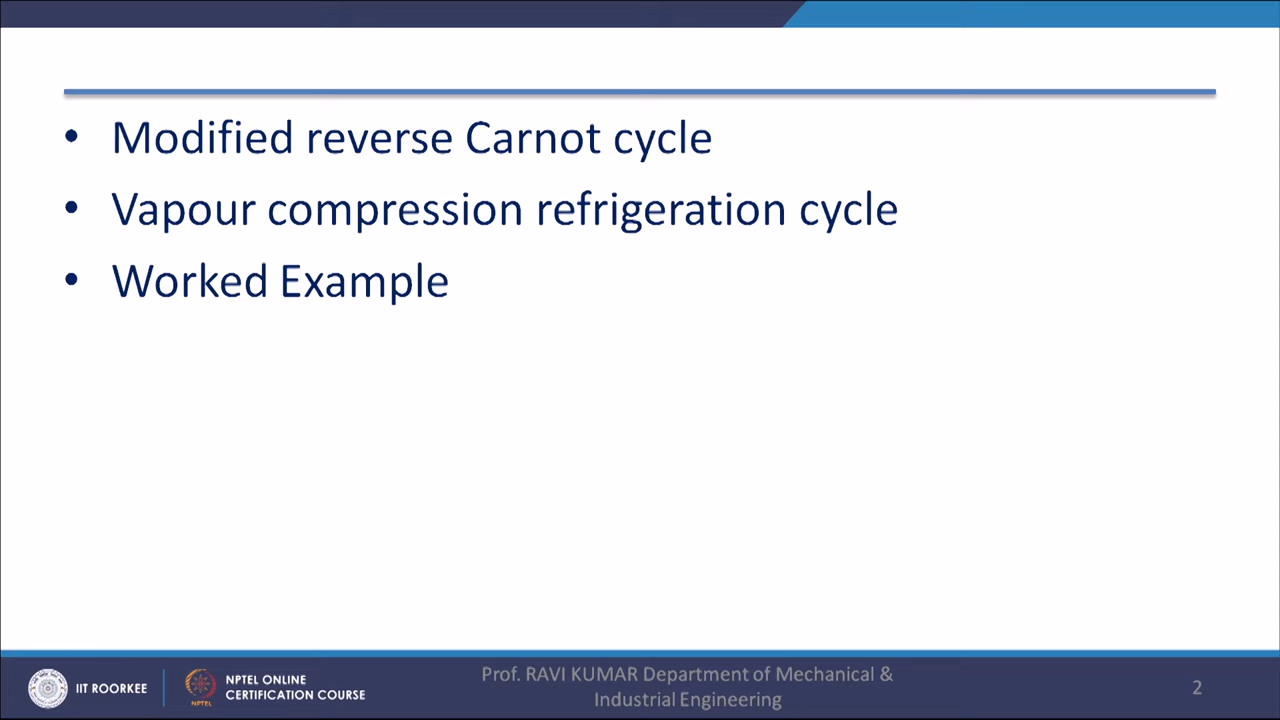 • Modified reverse Carnot cycle
• Vapour compression refrigeration cycle
• Worked Example
IIT ROORKEE
NPTEL
NPTEL ONLINE
CERTIFICATION COURSE
Prof. RAVI KUMAR Department of Mechanical &
Industrial Engineering
2